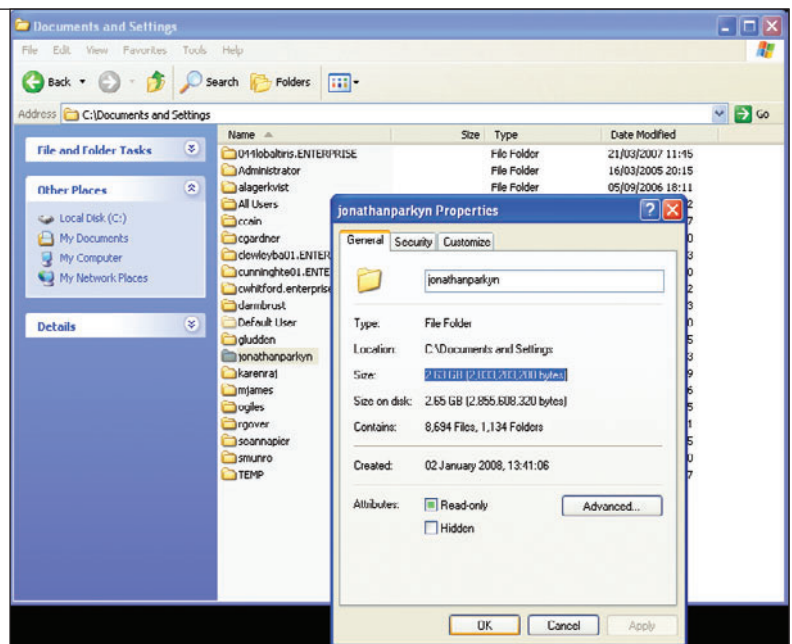 Documents and Settings
File Edit View Favorites Tools Help
Back Search Folders
Address C:\Documents and Settings Go
Name Size Type Date Modified
File and Folder Tasks
Other Places
Local Disk (C:)
My Documents
My Computer
My Network Places
Details
File Folder 21/03/2007 11:45
Administrator File Folder 16/03/2005 20:15
alagerkvist File Folder 05/09/2006 18:11
All Users
ccain
cgardner
cunninghte01.ENTE
cwhitford.enterprise
darmbrust
Default User
gludden
jonathanparkyn
karenraj
mjames
ogiles
rgover
seannapier
smunro
TEMP
jonathanparkyn Properties
General Security Customize
jonathanparkyn
Type: File Folder
Location: C:\Documents and Settings
Size: 2.63 GB
Size on disk: 2.65 GB (2,855,608,320 bytes)
Contains: 8,694 Files, 1,134 Folders
Created: 02 January 2008, 13:41:06
Attributes: Read-only Advanced...
Hidden
OK Cancel Apply